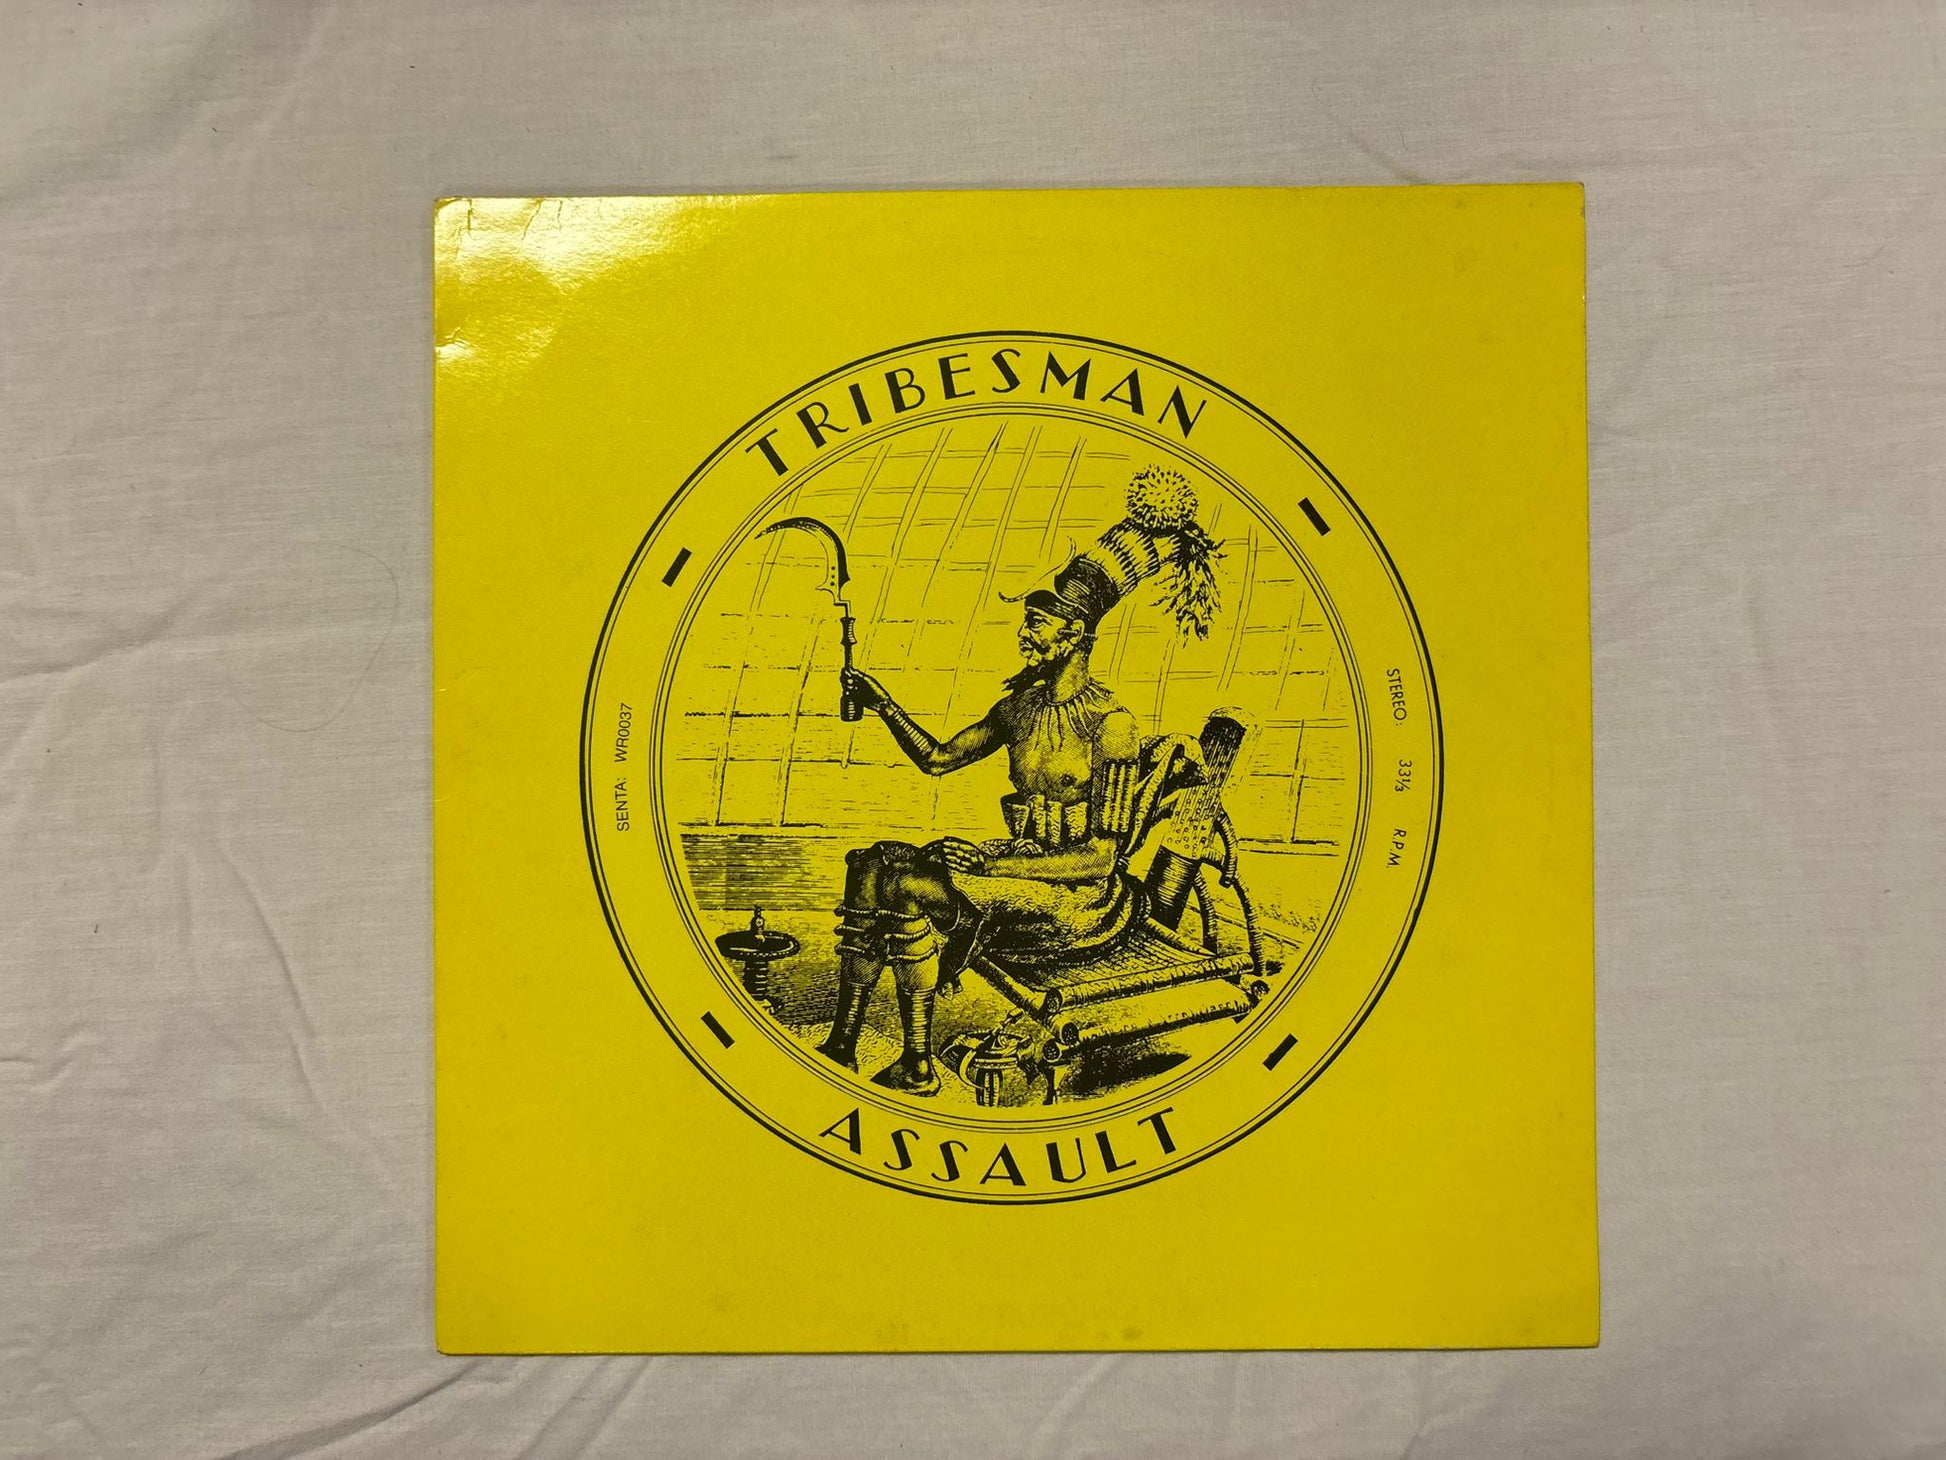 TRIBESMAN
SENTA: WR0037
STEREO: 33⅓ R.P.M.
ASSAULT